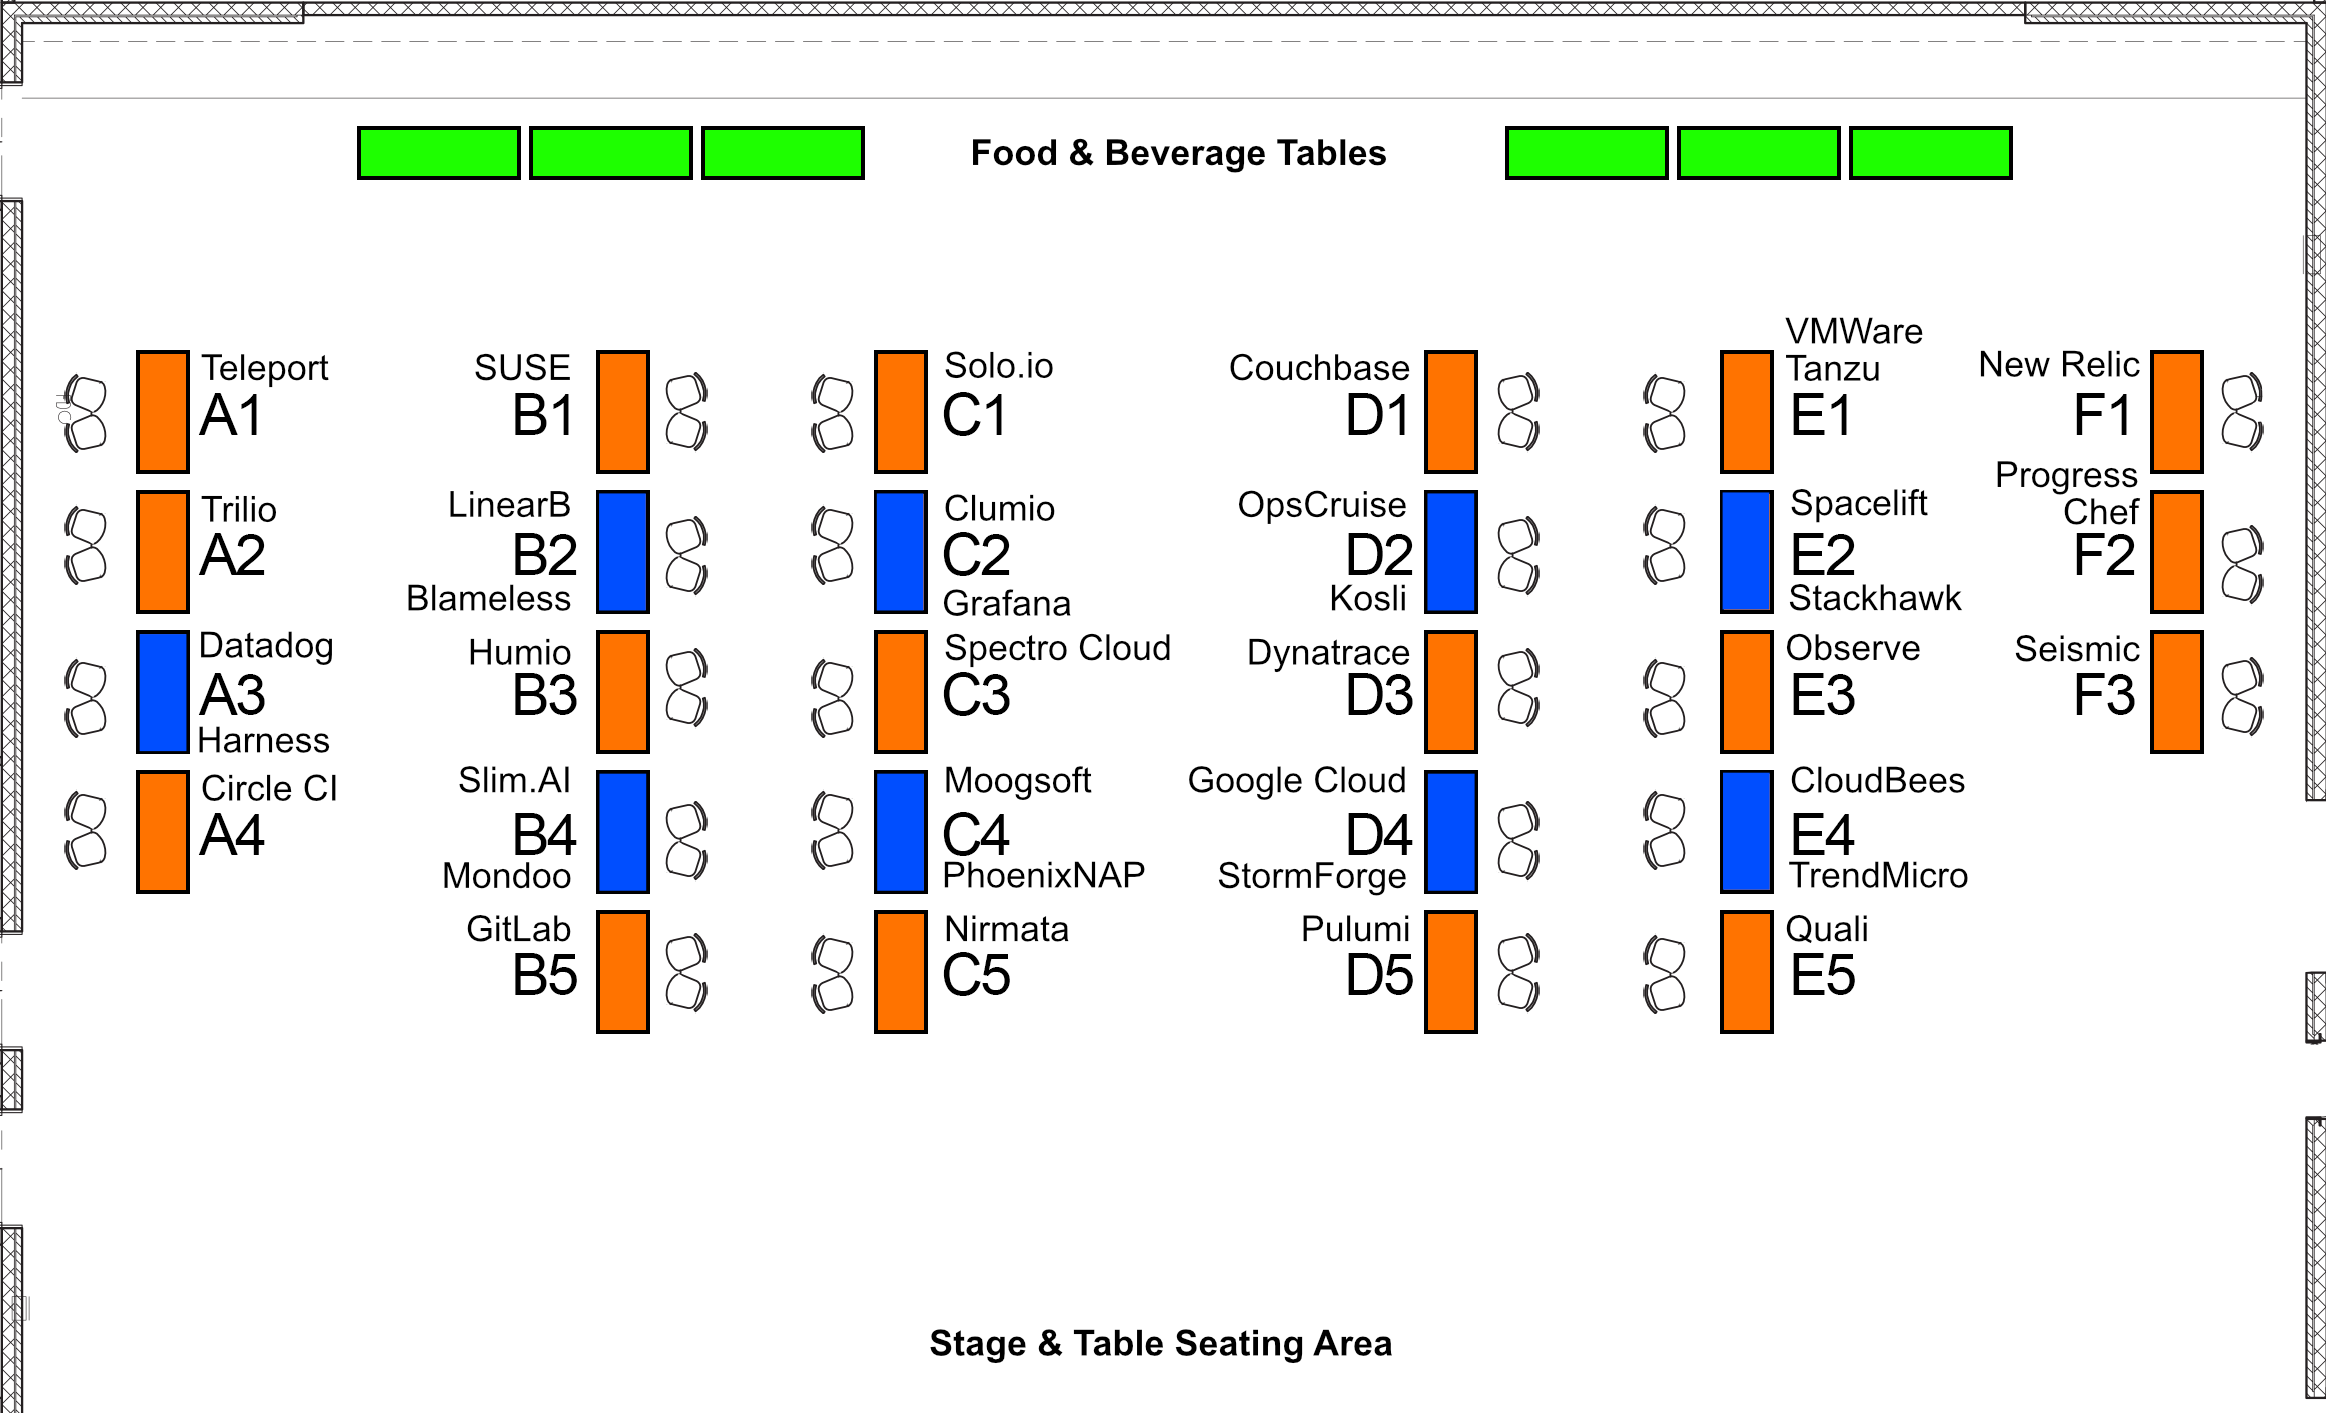 Food & Beverage Tables
Teleport
A1
SUSE
B1
Solo.io
C1
Couchbase
D1
VMWare
Tanzu
E1
New Relic
F1
Trilio
A2
LinearB
B2
Blameless
Clumio
C2
Grafana
OpsCruise
D2
Kosli
Spacelift
E2
Stackhawk
Progress
Chef
F2
Datadog
A3
Harness
Humio
B3
Spectro Cloud
C3
Dynatrace
D3
Observe
E3
Seismic
F3
Circle CI
A4
Slim.AI
B4
Mondoo
Moogsoft
C4
PhoenixNAP
Google Cloud
D4
StormForge
CloudBees
E4
TrendMicro
GitLab
B5
Nirmata
C5
Pulumi
D5
Quali
E5
Stage & Table Seating Area